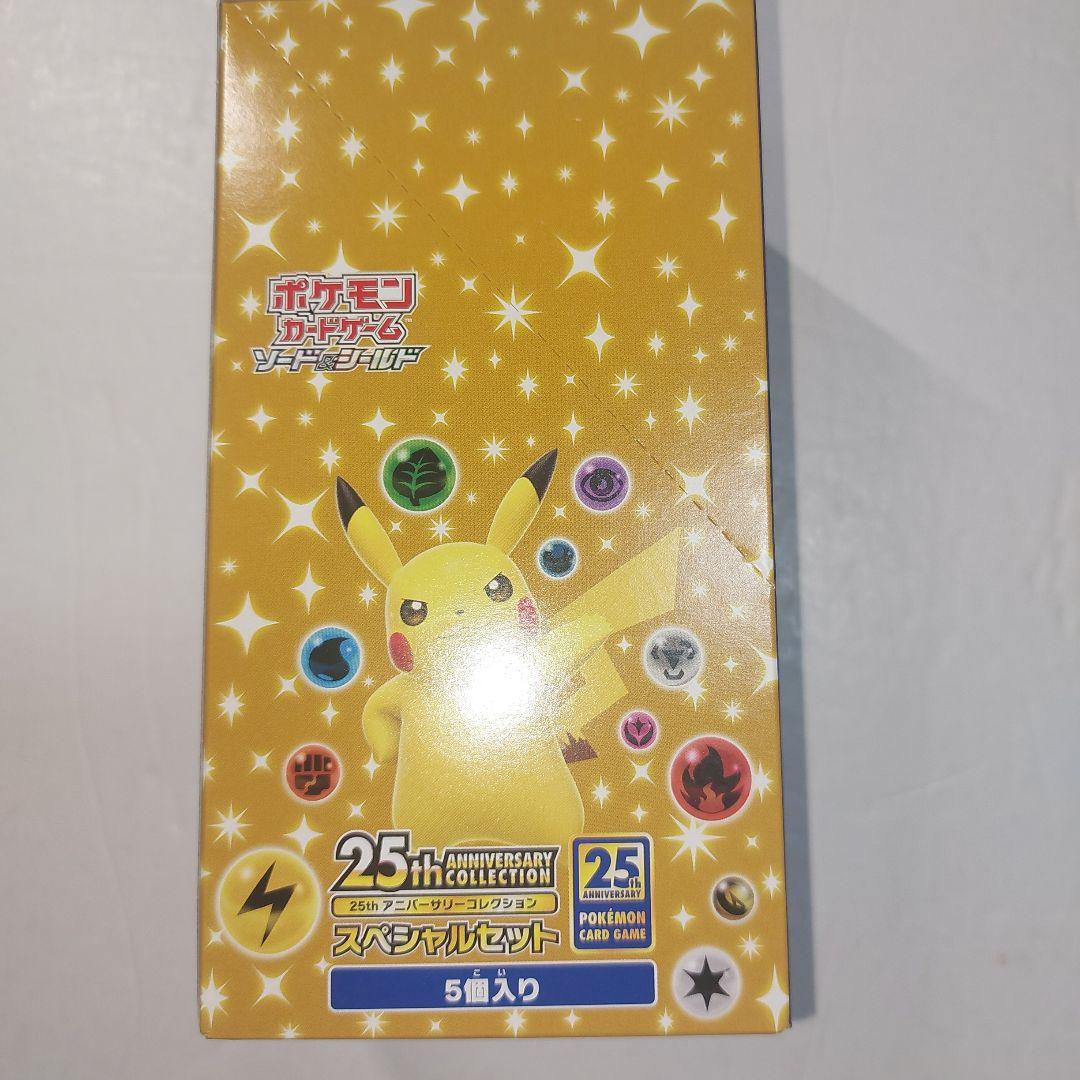 ポケモン
カードゲーム
ソード&シールド
25th ANNIVERSARY COLLECTION
25th アニバーサリーコレクション
スペシャルセット
25th
ANNIVERSARY
POKÉMON
CARD GAME
こ い
5個入り